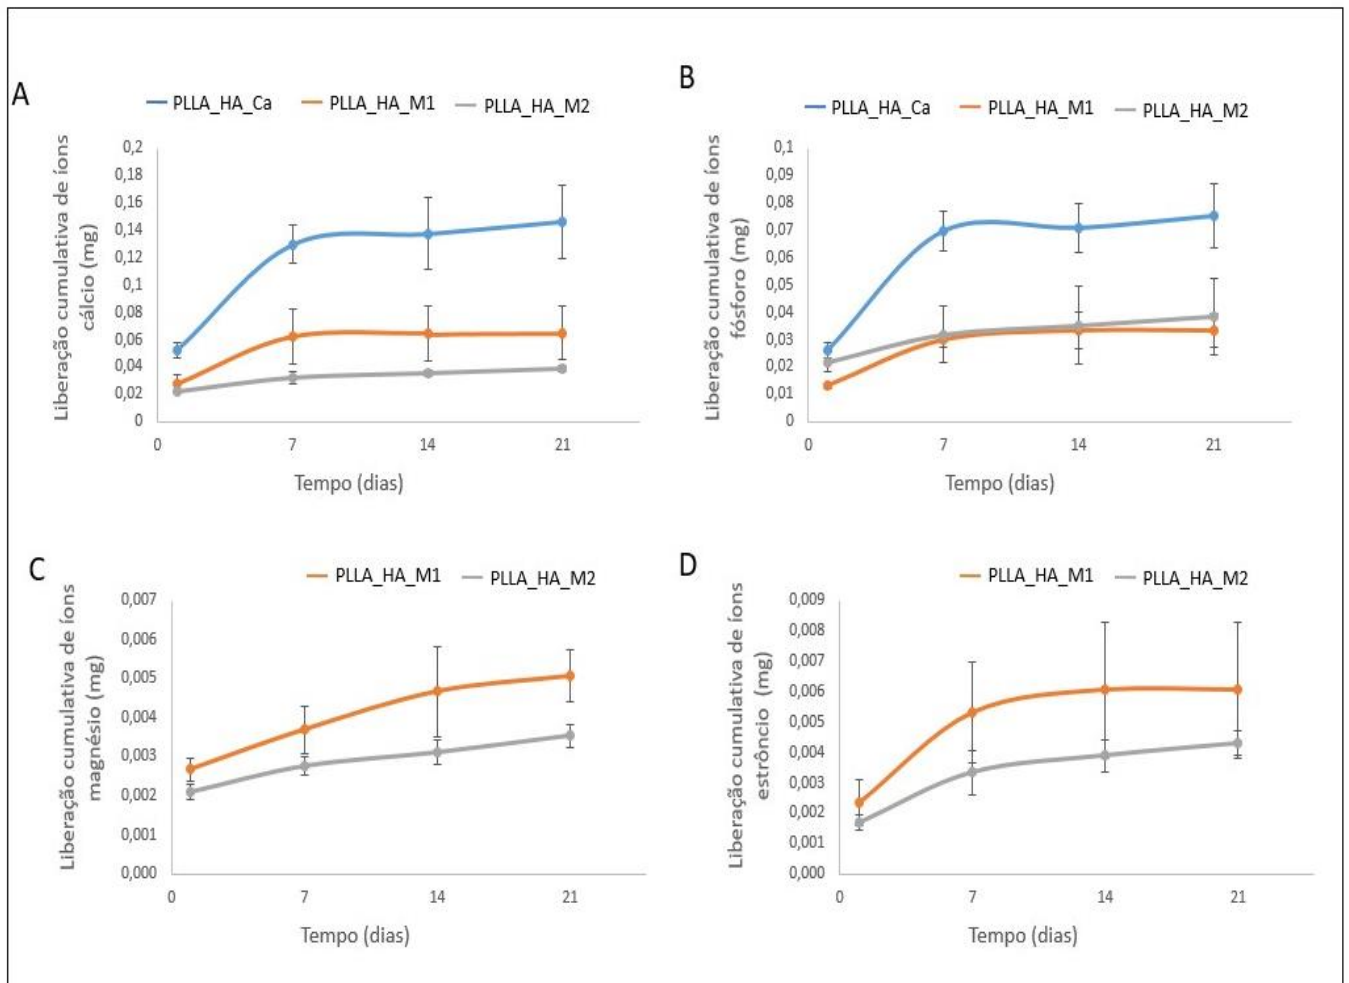 A
PLLA_HA_Ca PLLA_HA_M1 PLLA_HA_M2
Liberação cumulativa de íons
cálcio (mg)
0,2
0,18
0,16
0,14
0,12
0,1
0,08
0,06
0,04
0,02
0
0 7 14 21
Tempo (dias)
B
PLLA_HA_Ca PLLA_HA_M1 PLLA_HA_M2
Liberação cumulativa de íons
fósforo (mg)
0,1
0,09
0,08
0,07
0,06
0,05
0,04
0,03
0,02
0,01
0
0 7 14 21
Tempo (dias)
C
PLLA_HA_M1 PLLA_HA_M2
Liberação cumulativa de íons
magnésio (mg)
0,007
0,006
0,005
0,004
0,003
0,002
0,001
0,000
0 7 14 21
Tempo (dias)
D
PLLA_HA_M1 PLLA_HA_M2
Liberação cumulativa de íons
estrôncio (mg)
0,009
0,008
0,007
0,006
0,005
0,004
0,003
0,002
0,001
0,000
0 7 14 21
Tempo (dias)